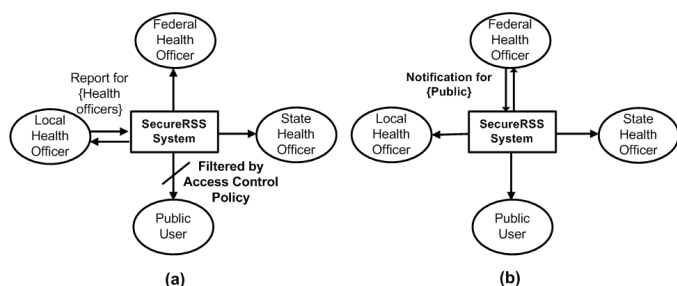 Federal
Health
Officer
Report for
{Health
officers}
Local
Health
Officer
SecureRSS
System
State
Health
Officer
Filtered by
Access Control
Policy
Public
User
(a)
Federal
Health
Officer
Notification for
{Public}
Local
Health
Officer
SecureRSS
System
State
Health
Officer
Public
User
(b)